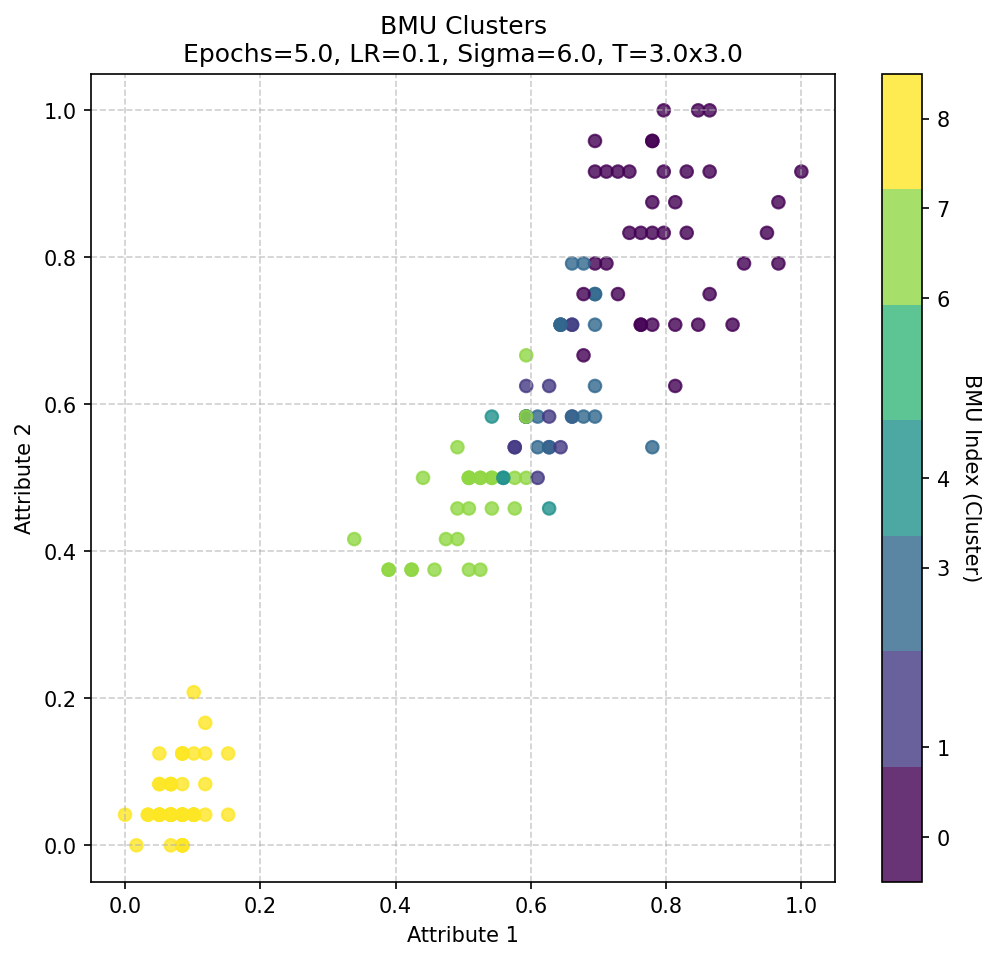 BMU Clusters
Epochs=5.0, LR=0.1, Sigma=6.0, T=3.0x3.0
1.0
0.8
0.6
0.4
0.2
0.0
Attribute 2
0.0 0.2 0.4 0.6 0.8 1.0
Attribute 1
8
7
6
4
3
1
0
BMU Index (Cluster)